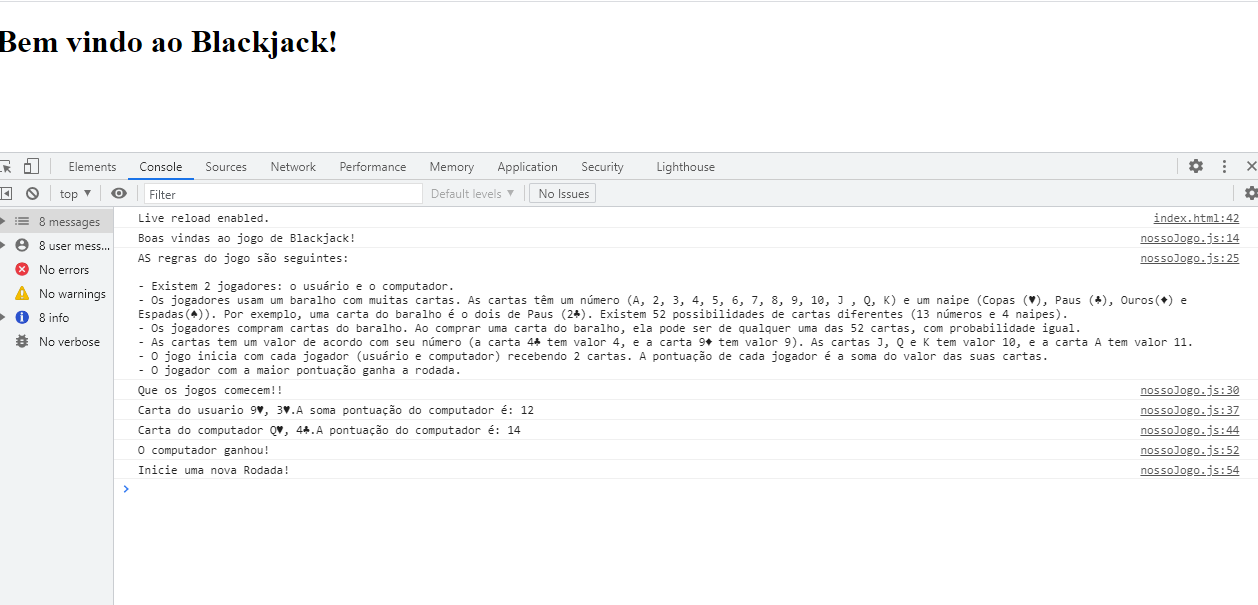 Bem vindo ao Blackjack!
Elements Console Sources Network Performance Memory Application Security Lighthouse
top ▼ Filter Default levels ▼ No Issues
8 messages
8 user mess...
No errors
No warnings
8 info
No verbose
Live reload enabled. index.html:42
Boas vindas ao jogo de Blackjack! nossoJogo.js:14
AS regras do jogo são seguintes: nossoJogo.js:25
- Existem 2 jogadores: o usuário e o computador.
- Os jogadores usam um baralho com muitas cartas. As cartas têm um número (A, 2, 3, 4, 5, 6, 7, 8, 9, 10, J , Q, K) e um naipe (Copas (♥), Paus (♣), Ouros(♦) e
Espadas(♠)). Por exemplo, uma carta do baralho é o dois de Paus (2♣). Existem 52 possibilidades de cartas diferentes (13 números e 4 naipes).
- Os jogadores compram cartas do baralho. Ao comprar uma carta do baralho, ela pode ser de qualquer uma das 52 cartas, com probabilidade igual.
- As cartas tem um valor de acordo com seu número (a carta 4♣ tem valor 4, e a carta 9♦ tem valor 9). As cartas J, Q e K tem valor 10, e a carta A tem valor 11.
- O jogo inicia com cada jogador (usuário e computador) recebendo 2 cartas. A pontuação de cada jogador é a soma do valor das suas cartas.
- O jogador com a maior pontuação ganha a rodada.
Que os jogos comecem!! nossoJogo.js:30
Carta do usuario 9♥, 3♥.A soma pontuação do computador é: 12 nossoJogo.js:37
Carta do computador Q♥, 4♣.A pontuação do computador é: 14 nossoJogo.js:44
O computador ganhou! nossoJogo.js:52
Inicie uma nova Rodada! nossoJogo.js:54